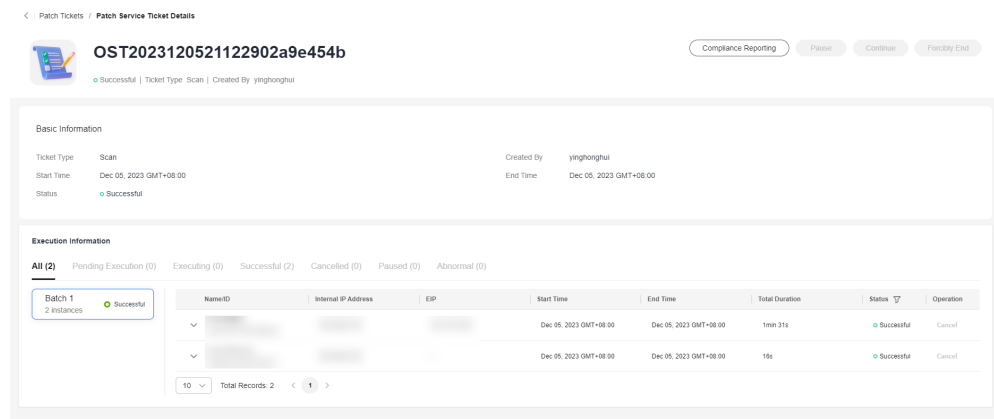 Patch Tickets / Patch Service Ticket Details
OST2023120521122902a9e454b
Compliance Reporting Pause Continue Forcibly End
Successful | Ticket Type Scan | Created By yinghonghui
Basic Information
Ticket Type Scan Created By yinghonghui
Start Time Dec 05, 2023 GMT+08:00 End Time Dec 05, 2023 GMT+08:00
Status Successful
Execution Information
All (2) Pending Execution (0) Executing (0) Successful (2) Cancelled (0) Paused (0) Abnormal (0)
Batch 1
2 instances
Successful
Name/ID Internal IP Address EIP Start Time End Time Total Duration Status Operation
Dec 05, 2023 GMT+08:00 Dec 05, 2023 GMT+08:00 1min 31s Successful Cancel
Dec 05, 2023 GMT+08:00 Dec 05, 2023 GMT+08:00 16s Successful Cancel
10 Total Records: 2 < 1 >